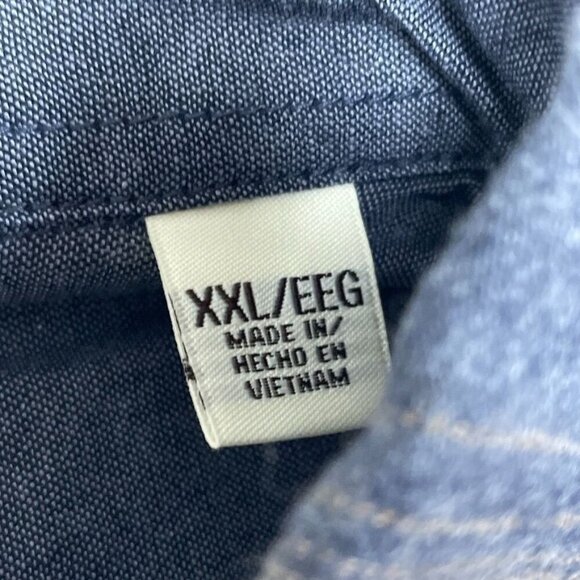 XXL/EEG
MADE IN/
HECHO EN
VIETNAM